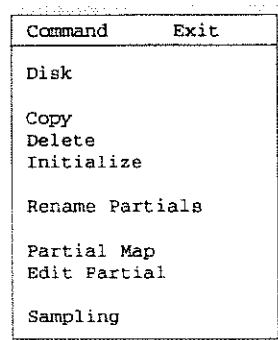 Command Exit
Disk
Copy
Delete
Initialize
Rename Partials
Partial Map
Edit Partial
Sampling